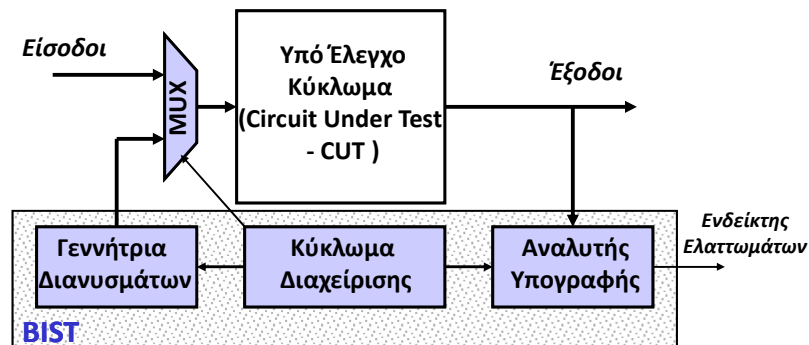 Είσοδοι
MUX
Υπό Έλεγχο
Κύκλωμα
(Circuit Under Test
- CUT )
Έξοδοι
Γεννήτρια
Διανυσμάτων
Κύκλωμα
Διαχείρισης
Αναλυτής
Υπογραφής
Ενδείκτης
Ελαττωμάτων
BIST